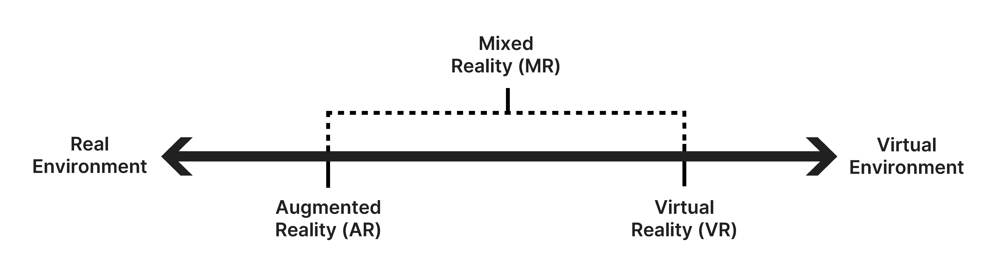 Mixed
Reality (MR)
Real
Environment
Virtual
Environment
Augmented
Reality (AR)
Virtual
Reality (VR)